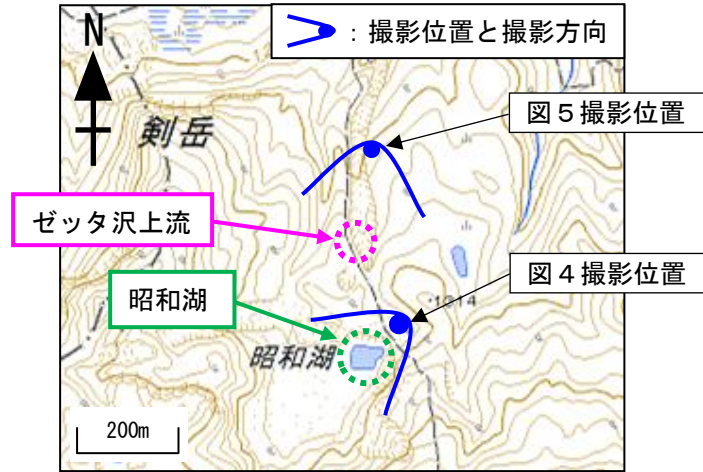 N
：撮影位置と撮影方向
図５撮影位置
剣岳
ゼッタ沢上流
図４撮影位置
昭和湖
・1314
昭和湖
200m